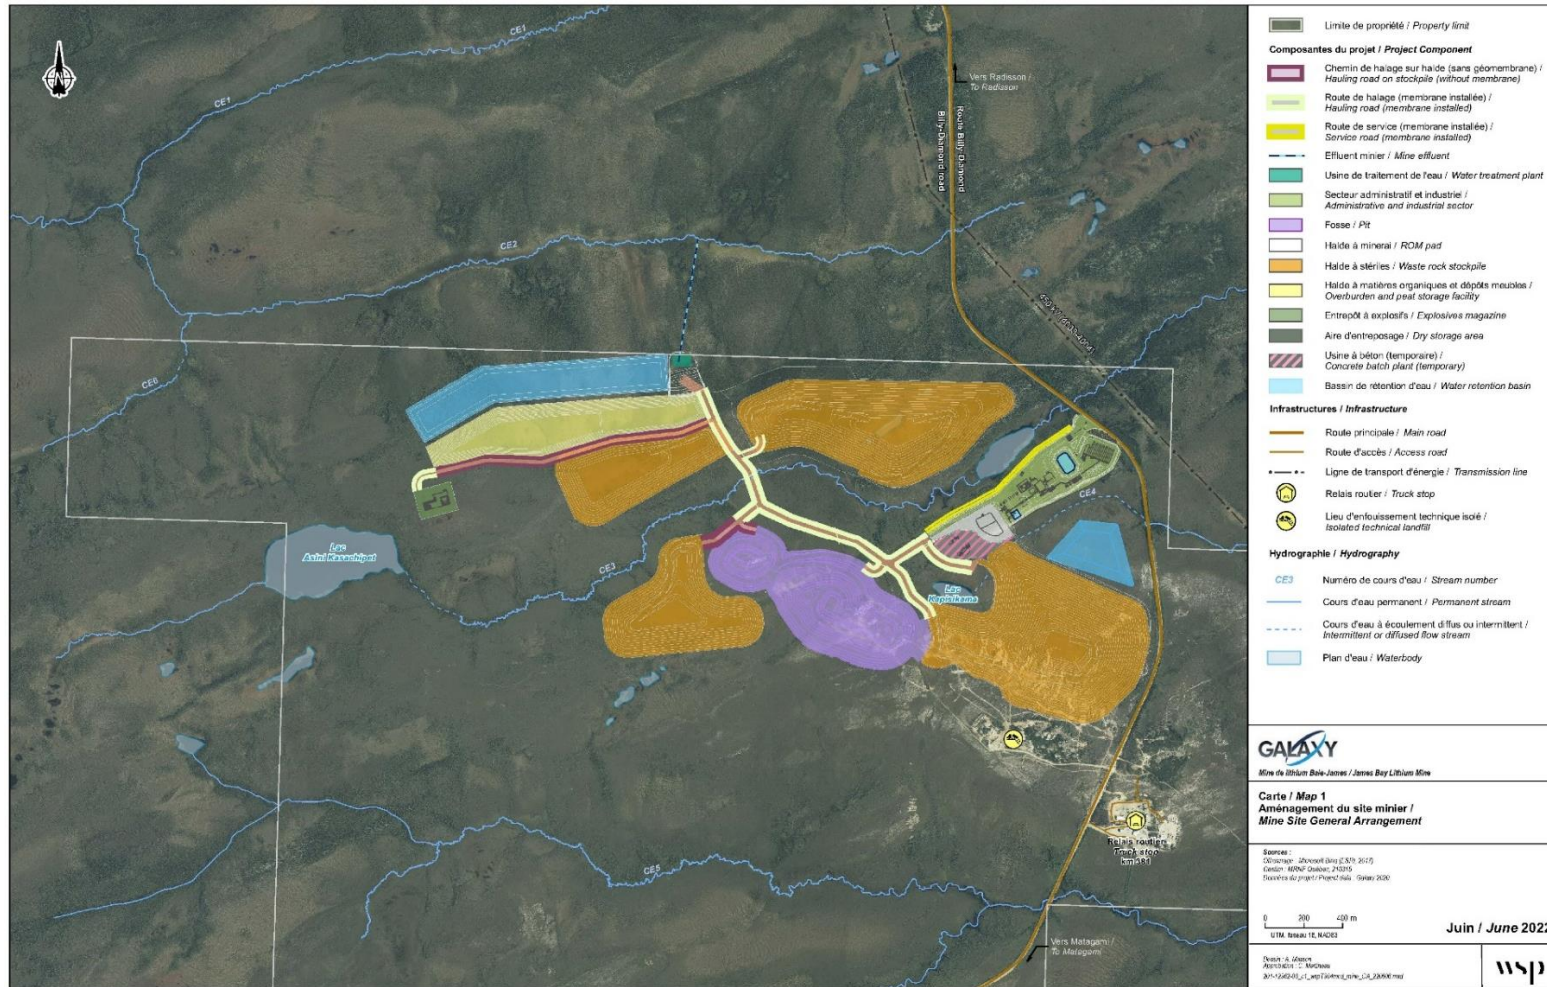 CE1
CE1
CE1
Vers Radisson /
To Radisson
Route Billy-Diamond
Billy-Diamond road
CE2
CE6
CE4
Lac
Asini Kasachipet
CE3
Lac
Kapisikama
CE5
Relais routier
Truck stop
km 381
Vers Matagami /
To Matagami
Limite de propriété / Property limit
Composantes du projet / Project Component
Chemin de halage sur halde (sans géomembrane) /
Hauling road on stockpile (without membrane)
Route de halage (membrane installée) /
Hauling road (membrane installed)
Route de service (membrane installée) /
Service road (membrane installed)
Effluent minier / Mine effluent
Usine de traitement de l'eau / Water treatment plant
Secteur administratif et industriel /
Administrative and industrial sector
Fosse / Pit
Halde à minerai / ROM pad
Halde à stériles / Waste rock stockpile
Halde à matières organiques et dépôts meubles /
Overburden and peat storage facility
Entrepôt à explosifs / Explosives magazine
Aire d'entreposage / Dry storage area
Usine à béton (temporaire) /
Concrete batch plant (temporary)
Bassin de rétention d'eau / Water retention basin
Infrastructures / Infrastructure
Route principale / Main road
Route d'accès / Access road
Ligne de transport d'énergie / Transmission line
Relais routier / Truck stop
Lieu d'enfouissement technique isolé /
Isolated technical landfill
Hydrographie / Hydrography
CE3 Numéro de cours d'eau / Stream number
Cours d'eau permanent / Permanent stream
Cours d'eau à écoulement diffus ou intermittent /
Intermittent or diffused flow stream
Plan d'eau / Waterbody
GALAXY
Mine de lithium Baie-James / James Bay Lithium Mine
Carte / Map 1
Aménagement du site minier /
Mine Site General Arrangement
Sources :
0 200 400 m
UTM, fuseau 18, NAD83
Juin / June 2022
wsp